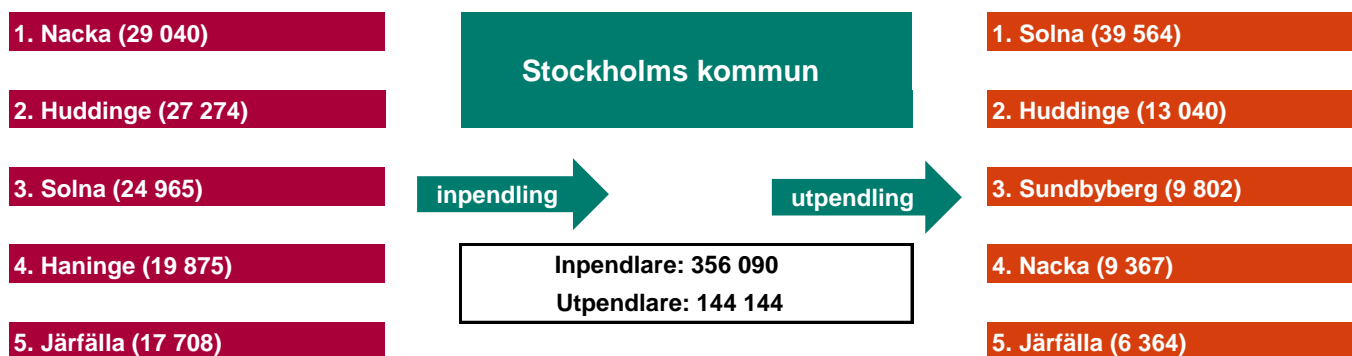 1. Nacka (29 040)
2. Huddinge (27 274)
3. Solna (24 965)
4. Haninge (19 875)
5. Järfälla (17 708)
Stockholms kommun
inpendling
utpendling
Inpendlare: 356 090
Utpendlare: 144 144
1. Solna (39 564)
2. Huddinge (13 040)
3. Sundbyberg (9 802)
4. Nacka (9 367)
5. Järfälla (6 364)